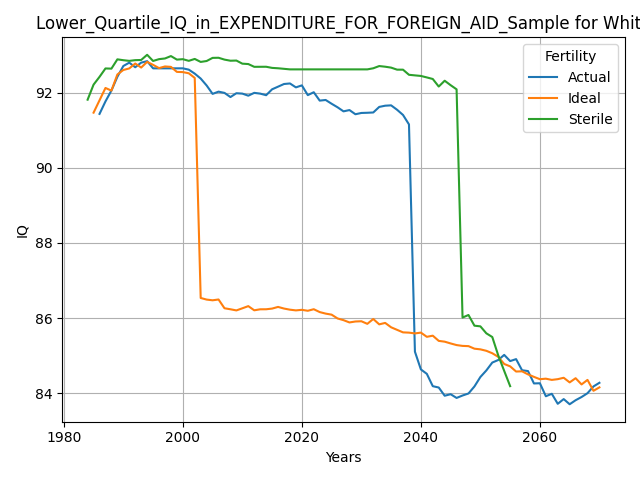 Lower_Quartile_IQ_in_EXPENDITURE_FOR_FOREIGN_AID_Sample for Whit
Fertility
Actual
Ideal
Sterile
IQ
92
90
88
86
84
1980 2000 2020 2040 2060
Years